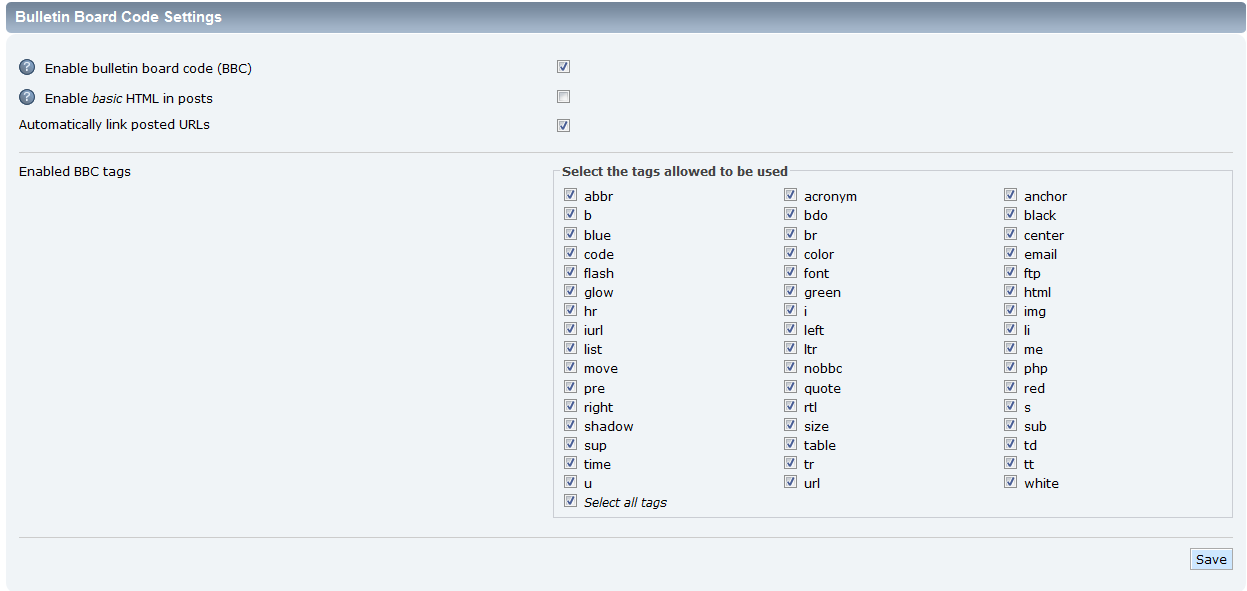 Bulletin Board Code Settings
? Enable bulletin board code (BBC)
? Enable basic HTML in posts
Automatically link posted URLs
Enabled BBC tags
Select the tags allowed to be used
abbr acronym anchor
b bdo black
blue br center
code color email
flash font ftp
glow green html
hr i img
iurl left li
list ltr me
move nobbc php
pre quote red
right rtl s
shadow size sub
sup table td
time tr tt
u url white
Select all tags
Save